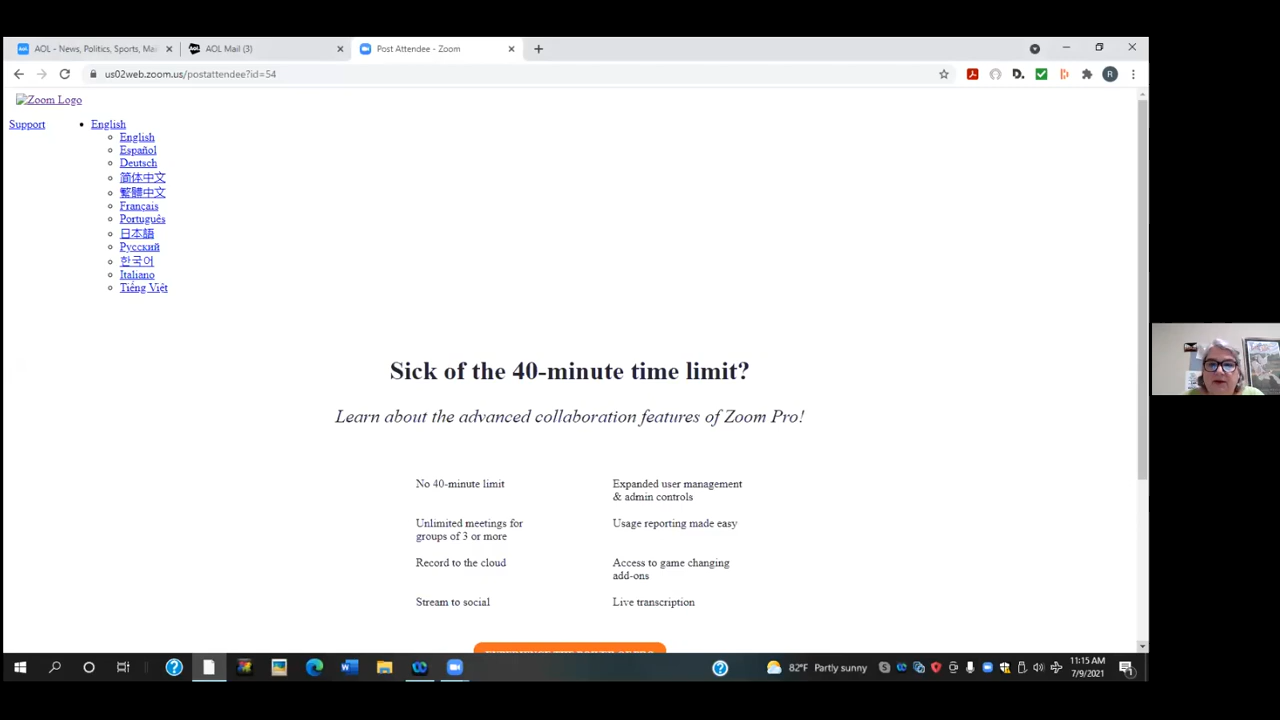 AOL - News, Politics, Sports, Mai
AOL Mail (3)
Post Attendee - Zoom
us02web.zoom.us/postattendee?id=54
R
Zoom Logo
Support
English
English
Español
Deutsch
简体中文
繁體中文
Français
Português
日本語
Русский
한국어
Italiano
Tiếng Việt
Sick of the 40-minute time limit?
Learn about the advanced collaboration features of Zoom Pro!
No 40-minute limit
Expanded user management
& admin controls
Unlimited meetings for
groups of 3 or more
Usage reporting made easy
Record to the cloud
Access to game changing
add-ons
Stream to social
Live transcription
82°F Partly sunny
11:15 AM
7/9/2021